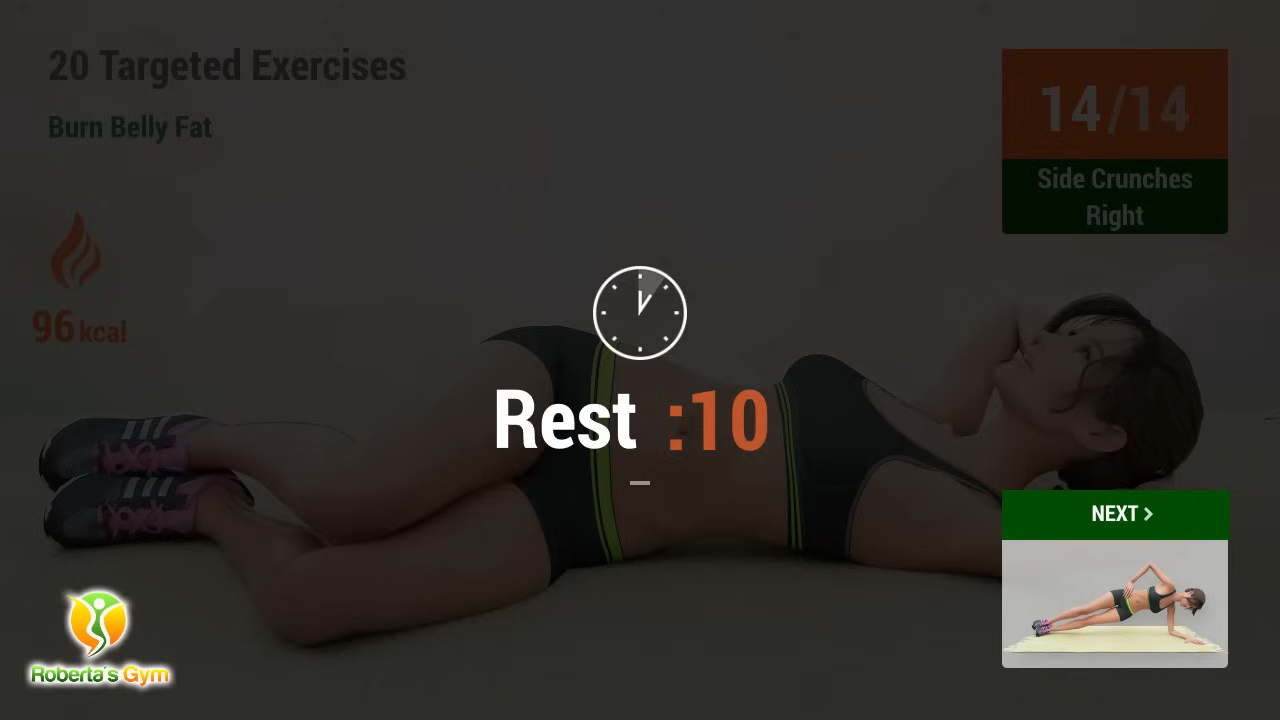 20 Targeted Exercises
Burn Belly Fat
14/14
Side Crunches
Right
96 kcal
Rest :10
NEXT >
Roberta's Gym